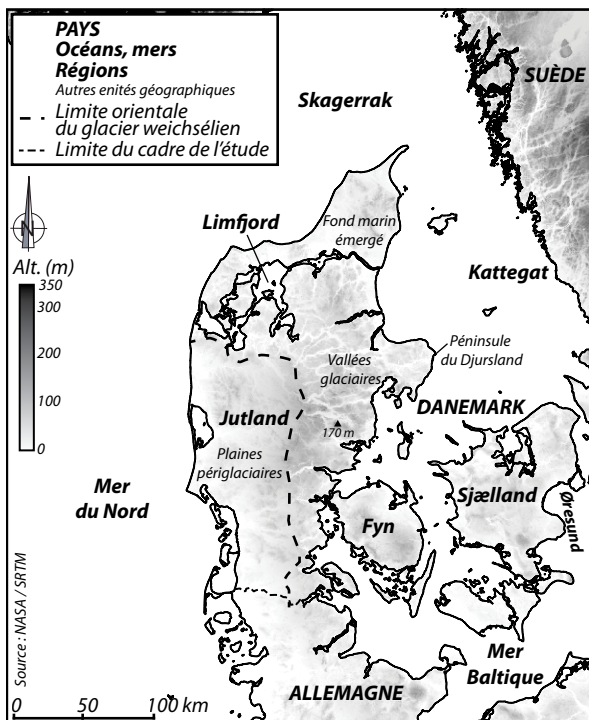 PAYS
Océans, mers
Régions
Autres enités géographiques
Limite orientale
du glacier weichsélien
Limite du cadre de l'étude
SUÈDE
Skagerrak
N
Limfjord
Fond marin
émergé
Kattegat
Alt. (m)
350
300
200
100
0
Péninsule
du Djursland
Vallées
glaciaires
Jutland
DANEMARK
170 m
Plaines
périglaciaires
Mer
du Nord
Sjælland
Fyn
Øresund
Source : NASA / SRTM
Mer
Baltique
ALLEMAGNE
0 50 100 km